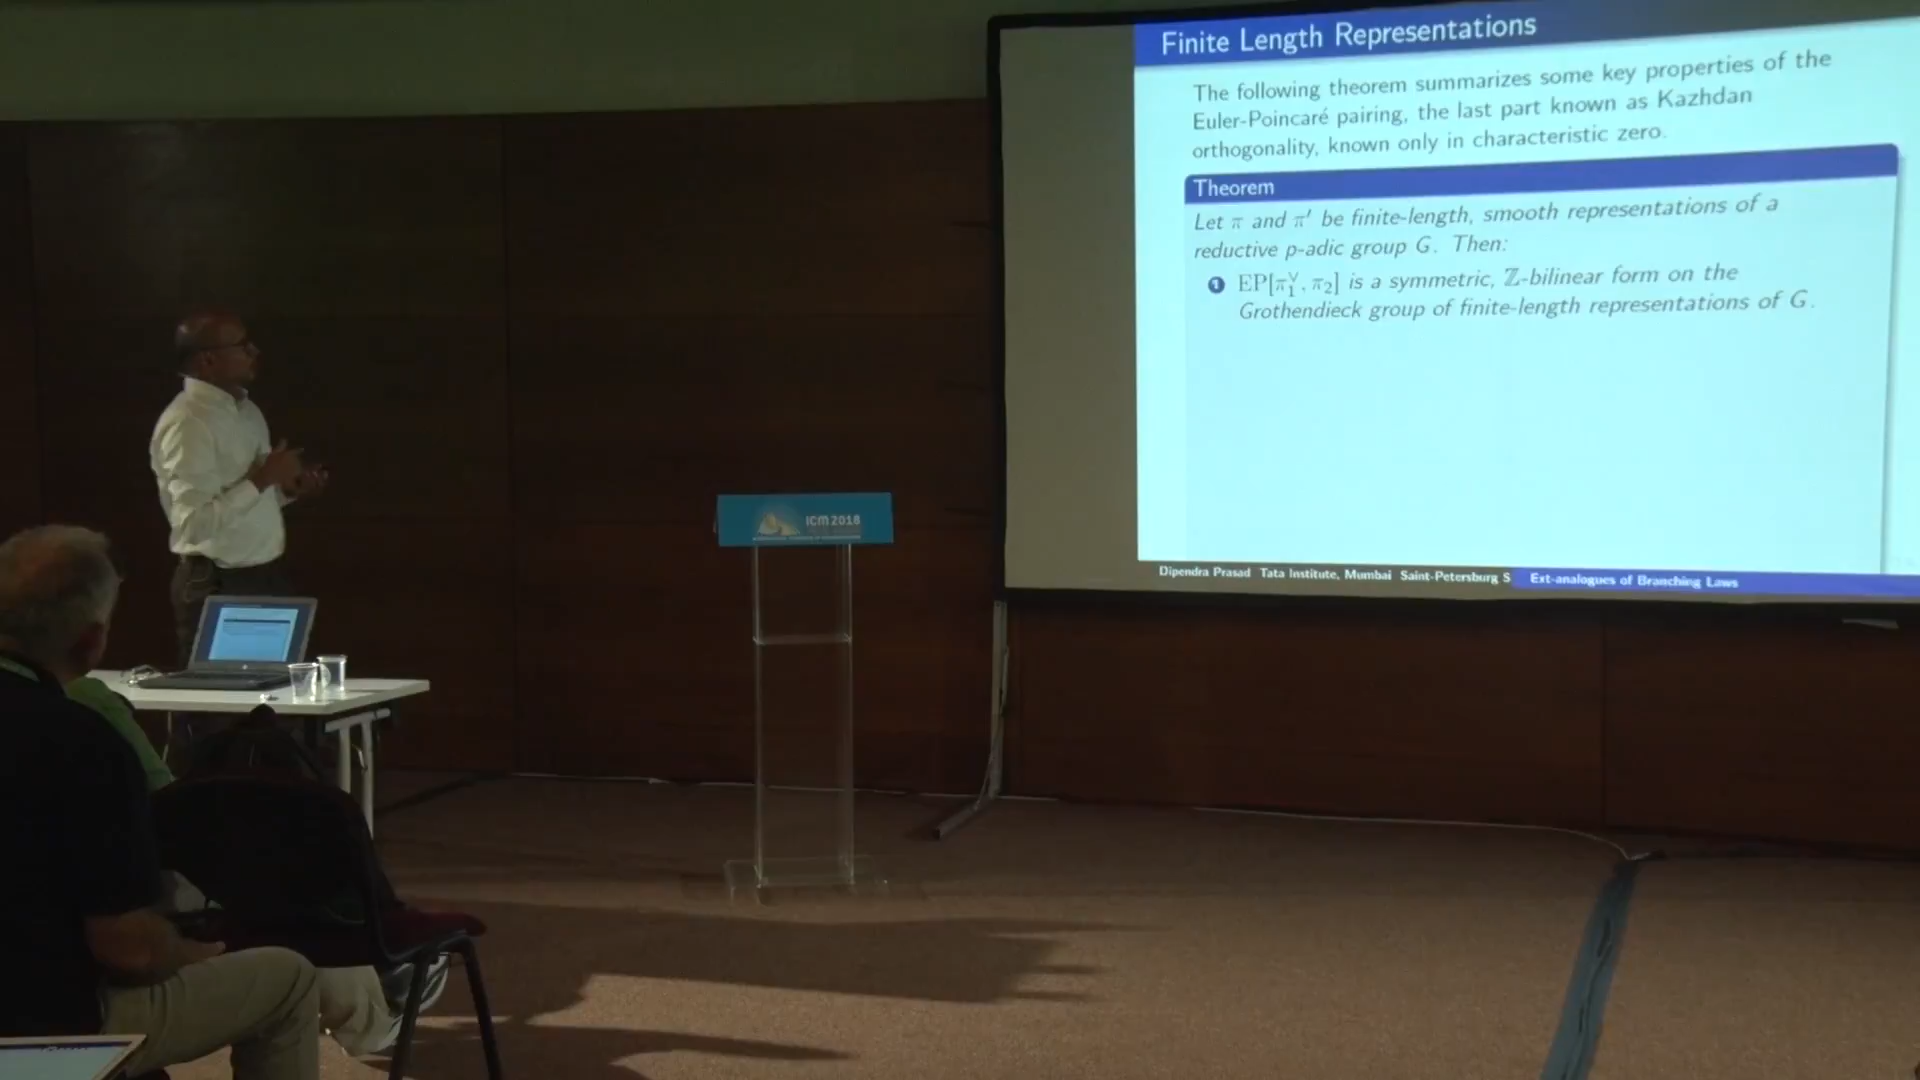 Finite Length Representations
The following theorem summarizes some key properties of the
Euler-Poincaré pairing, the last part known as Kazhdan
orthogonality, known only in characteristic zero.
Theorem
Let π and π′ be finite-length, smooth representations of a
reductive p-adic group G. Then:
1 EP[π₁^∨, π₂] is a symmetric, ℤ-bilinear form on the
Grothendieck group of finite-length representations of G.
Dipendra Prasad Tata Institute, Mumbai Saint-Petersburg S Ext-analogues of Branching Laws
ICM 2018